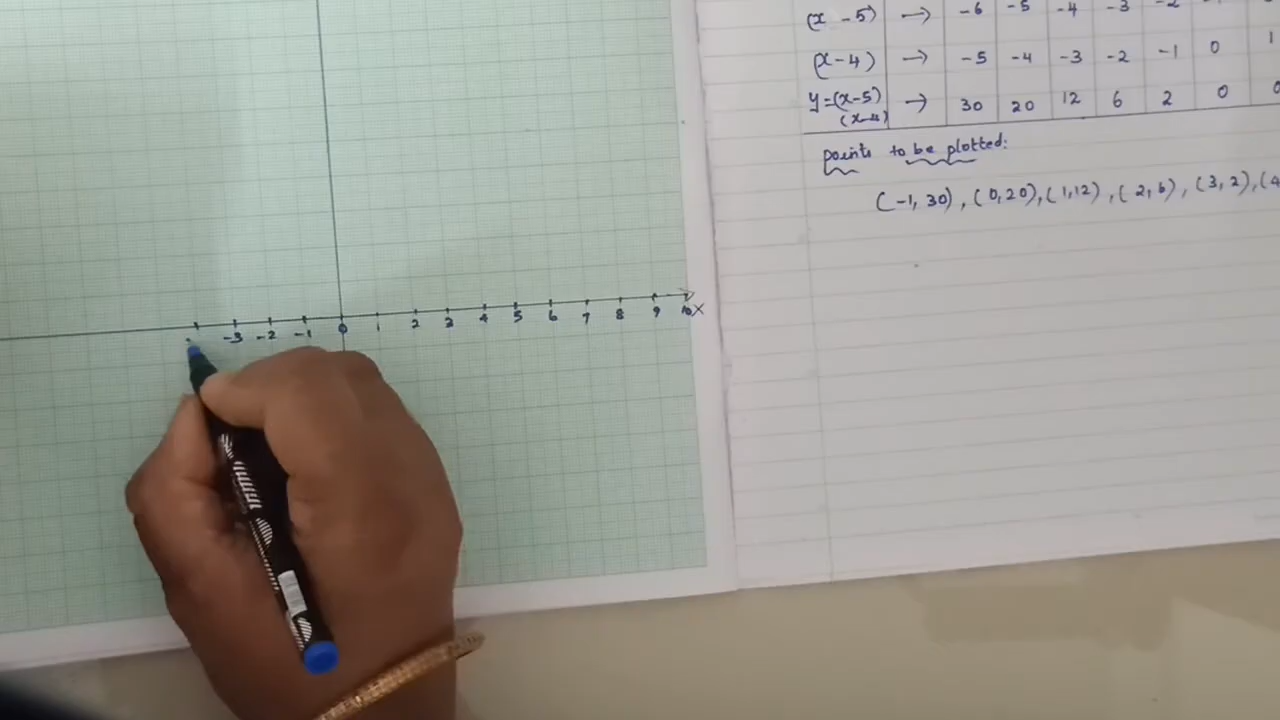 (x -5) → -6 -5 -4 -3 -2
(x-4) → -5 -4 -3 -2 -1 0 1
y=(x-5) → 30 20 12 6 2 0 0
(x-4)
points to be plotted:
(-1, 30), (0,20), (1,12), (2,6), (3,2), (4
-3 -2 -1 0 1 2 3 4 5 6 7 8 9 10 X